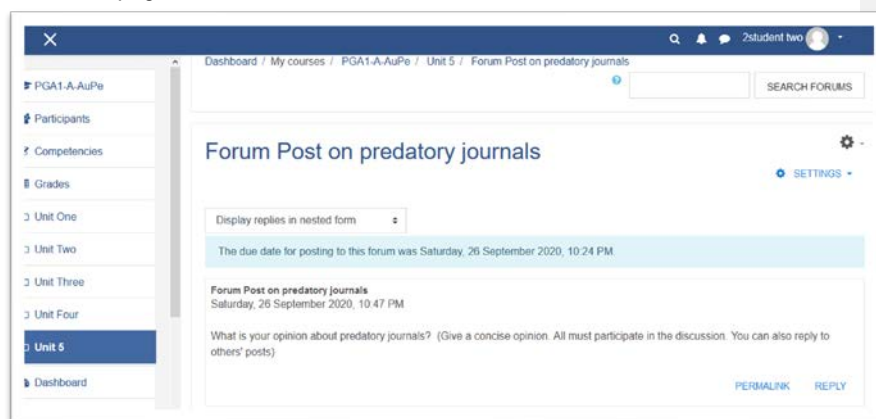 2student two
Dashboard / My courses / PGA1-A-AuPe / Unit 5 / Forum Post on predatory journals
SEARCH FORUMS
PGA1-A-AuPe
Participants
Competencies
Grades
Unit One
Unit Two
Unit Three
Unit Four
Unit 5
Dashboard
Forum Post on predatory journals
SETTINGS
Display replies in nested form
The due date for posting to this forum was Saturday, 26 September 2020, 10:24 PM.
Forum Post on predatory journals
Saturday, 26 September 2020, 10:47 PM
What is your opinion about predatory journals? (Give a concise opinion. All must participate in the discussion. You can also reply to
others' posts)
PERMALINK REPLY